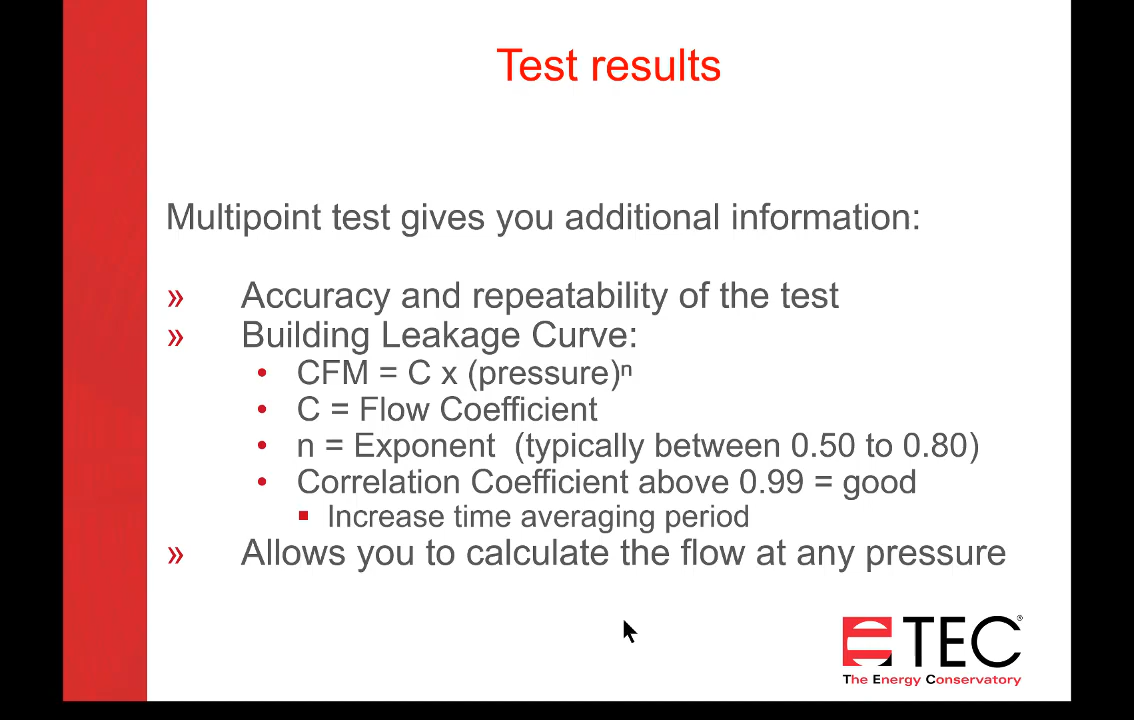 Test results
Multipoint test gives you additional information:
» Accuracy and repeatability of the test
» Building Leakage Curve:
• CFM = C x (pressure)ⁿ
• C = Flow Coefficient
• n = Exponent (typically between 0.50 to 0.80)
• Correlation Coefficient above 0.99 = good
▪ Increase time averaging period
» Allows you to calculate the flow at any pressure
TEC®
The Energy Conservatory